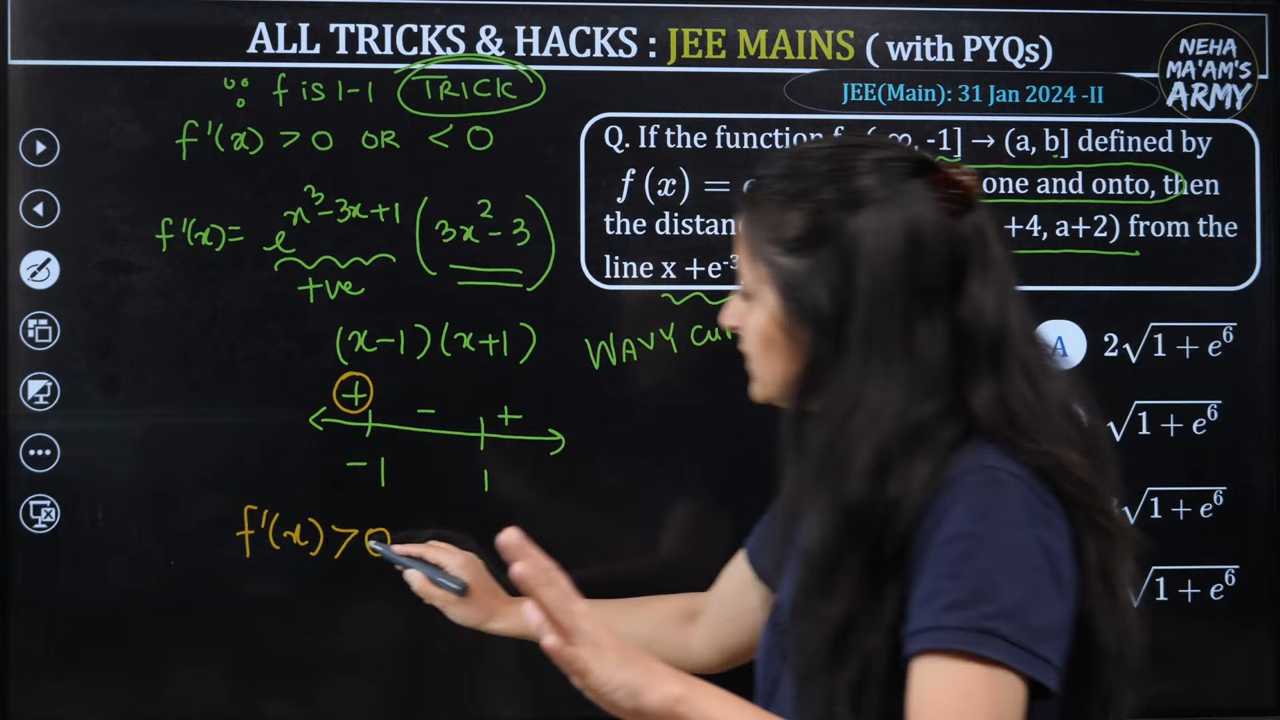 ALL TRICKS & HACKS : JEE MAINS ( with PYQs)
NEHA
MA'AM'S
ARMY
JEE(Main): 31 Jan 2024 -II
∵ f is 1-1 TRICK
f'(x) > 0 OR < 0
f'(x) = e^{x³-3x+1} (3x²-3)
+ve
(x-1)(x+1)
WAVY
+ - +
-1 1
f'(x) > 0
Q. If the function -1] → (a, b] defined by
f (x) = one and onto, then
the +4, a+2) from the
line x +e⁻³
A 2√1 + e⁶
√1 + e⁶
√1 + e⁶
√1 + e⁶